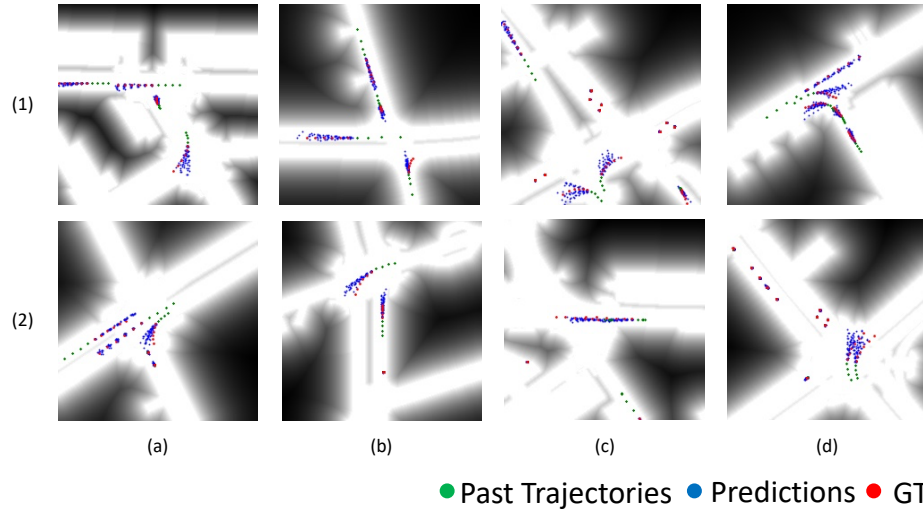 (1)
(2)
(a)
(b)
(c)
(d)
Past Trajectories Predictions GT